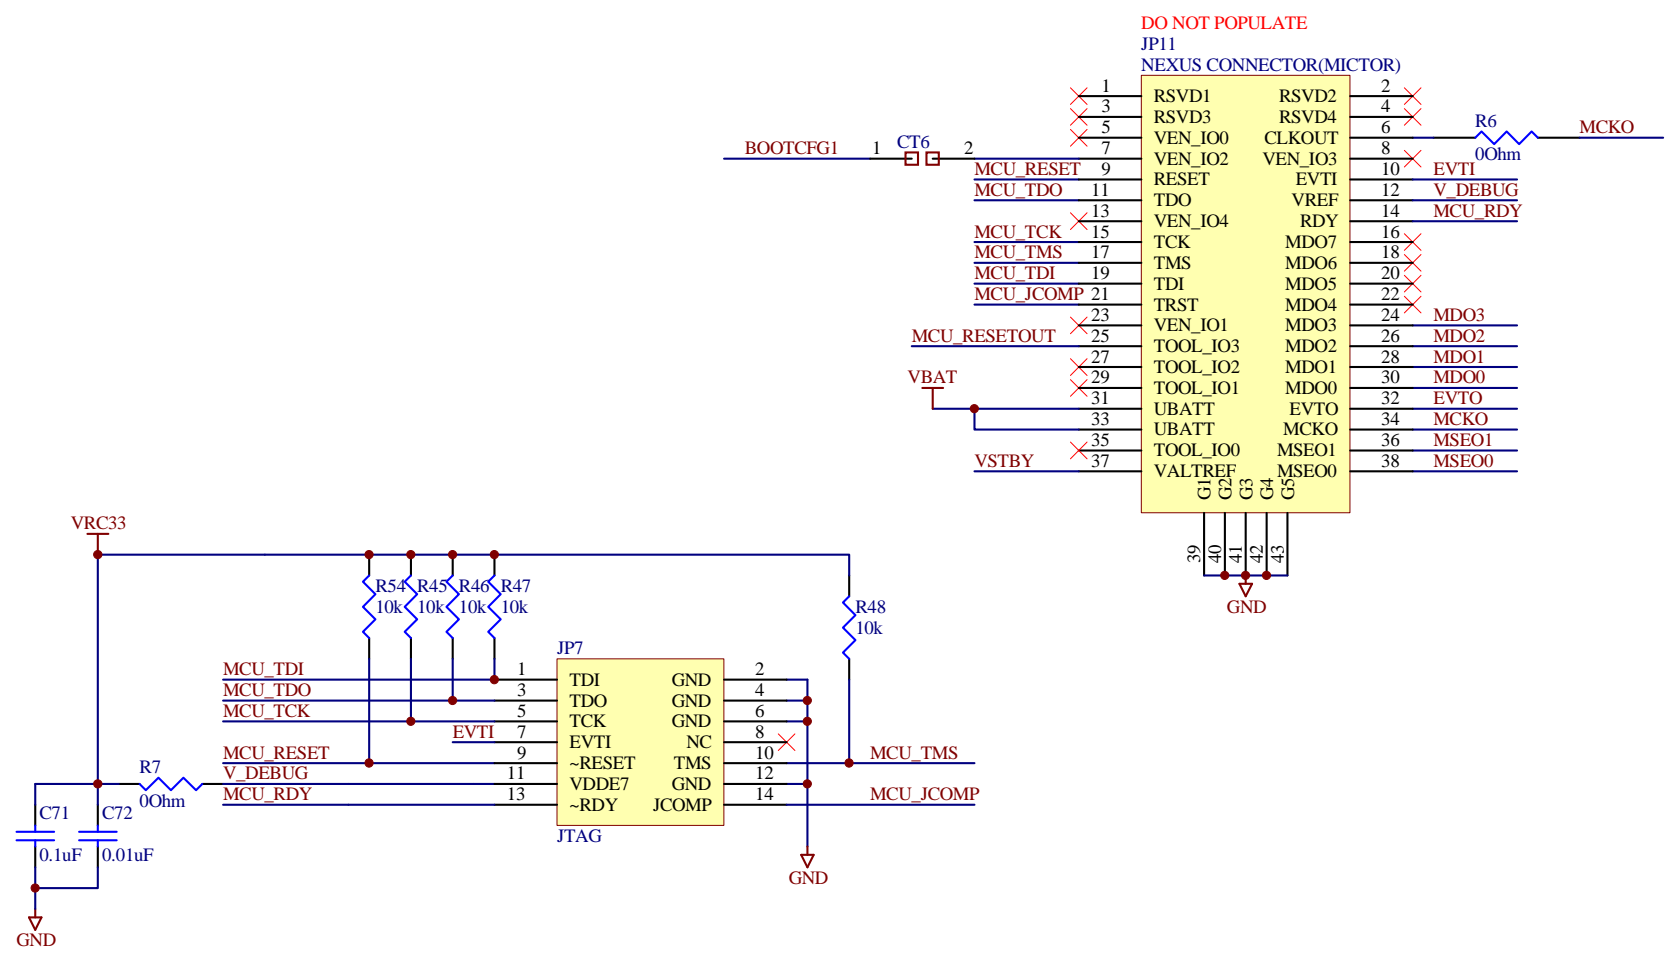 DO NOT POPULATE
JP11
NEXUS CONNECTOR(MICTOR)
1 RSVD1 RSVD2 2
3 RSVD3 RSVD4 4
5 VEN_IO0 CLKOUT 6 R6 0Ohm MCKO
BOOTCFG1 1 CT6 2 7 VEN_IO2 VEN_IO3 8
MCU_RESET 9 RESET EVTI 10 EVTI
MCU_TDO 11 TDO VREF 12 V_DEBUG
13 VEN_IO4 RDY 14 MCU_RDY
MCU_TCK 15 TCK MDO7 16
MCU_TMS 17 TMS MDO6 18
MCU_TDI 19 TDI MDO5 20
MCU_JCOMP 21 TRST MDO4 22
23 VEN_IO1 MDO3 24 MDO3
MCU_RESETOUT 25 TOOL_IO3 MDO2 26 MDO2
27 TOOL_IO2 MDO1 28 MDO1
VBAT 29 TOOL_IO1 MDO0 30 MDO0
31 UBATT EVTO 32 EVTO
33 UBATT MCKO 34 MCKO
35 TOOL_IO0 MSEO1 36 MSEO1
VSTBY 37 VALTREF MSEO0 38 MSEO0
G1 G2 G3 G4 G5
39 40 41 42 43
GND
VRC33
R54 R45 R46 R47
10k 10k 10k 10k
R48
10k
JP7
MCU_TDI 1 TDI GND 2
MCU_TDO 3 TDO GND 4
MCU_TCK 5 TCK GND 6
EVTI 7 EVTI NC 8
MCU_RESET 9 ~RESET TMS 10 MCU_TMS
R7 V_DEBUG 11 VDDE7 GND 12
0Ohm MCU_RDY 13 ~RDY JCOMP 14 MCU_JCOMP
JTAG
C71 C72
0.1uF 0.01uF
GND
GND